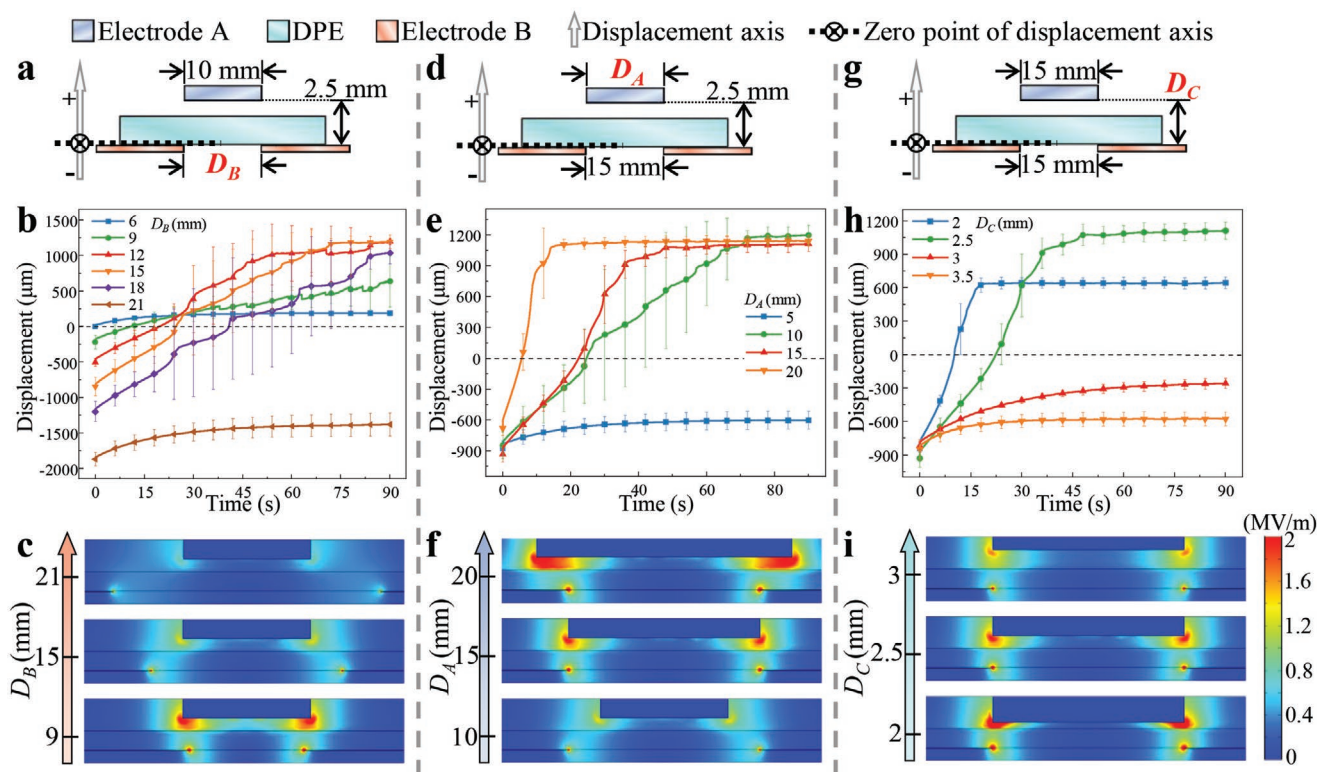 Electrode A DPE Electrode B Displacement axis Zero point of displacement axis
a
10 mm
2.5 mm
+
-
D_B
d
D_A
2.5 mm
+
-
15 mm
g
15 mm
D_C
+
-
15 mm
b
D_B (mm)
6
9
12
15
18
21
1500
1000
500
0
-500
-1000
-1500
-2000
Displacement (μm)
0 15 30 45 60 75 90
Time (s)
e
1200
900
600
300
0
-300
-600
-900
Displacement (μm)
D_A (mm)
5
10
15
20
0 20 40 60 80
Time (s)
h
D_C (mm)
2
2.5
3
3.5
1200
900
600
300
0
-300
-600
-900
Displacement (μm)
0 15 30 45 60 75 90
Time (s)
c
21
15
9
D_B (mm)
f
20
15
10
D_A (mm)
i
3
2.5
2
D_C (mm)
(MV/m)
2
1.6
1.2
0.8
0.4
0